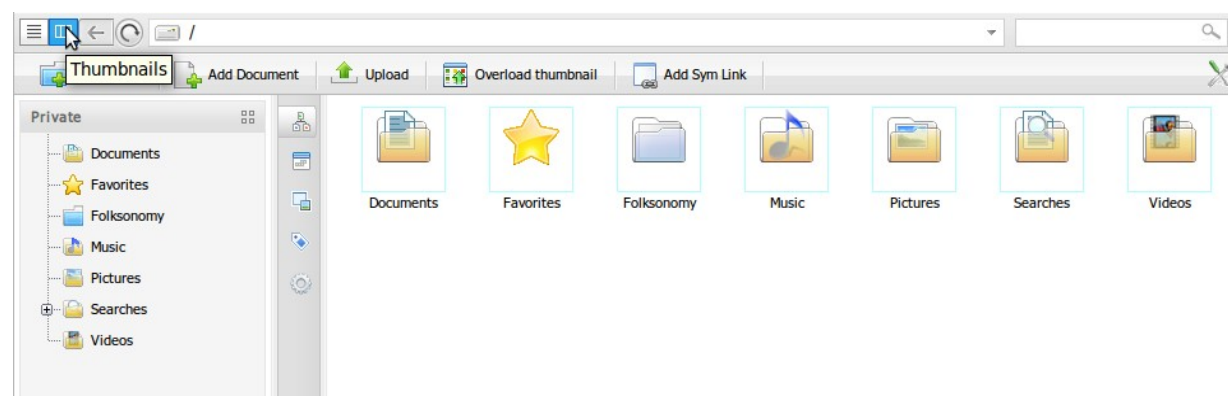 /
Thumbnails
Add Document
Upload
Overload thumbnail
Add Sym Link
Private
Documents
Favorites
Folksonomy
Music
Pictures
Searches
Videos
Documents Favorites Folksonomy Music Pictures Searches Videos